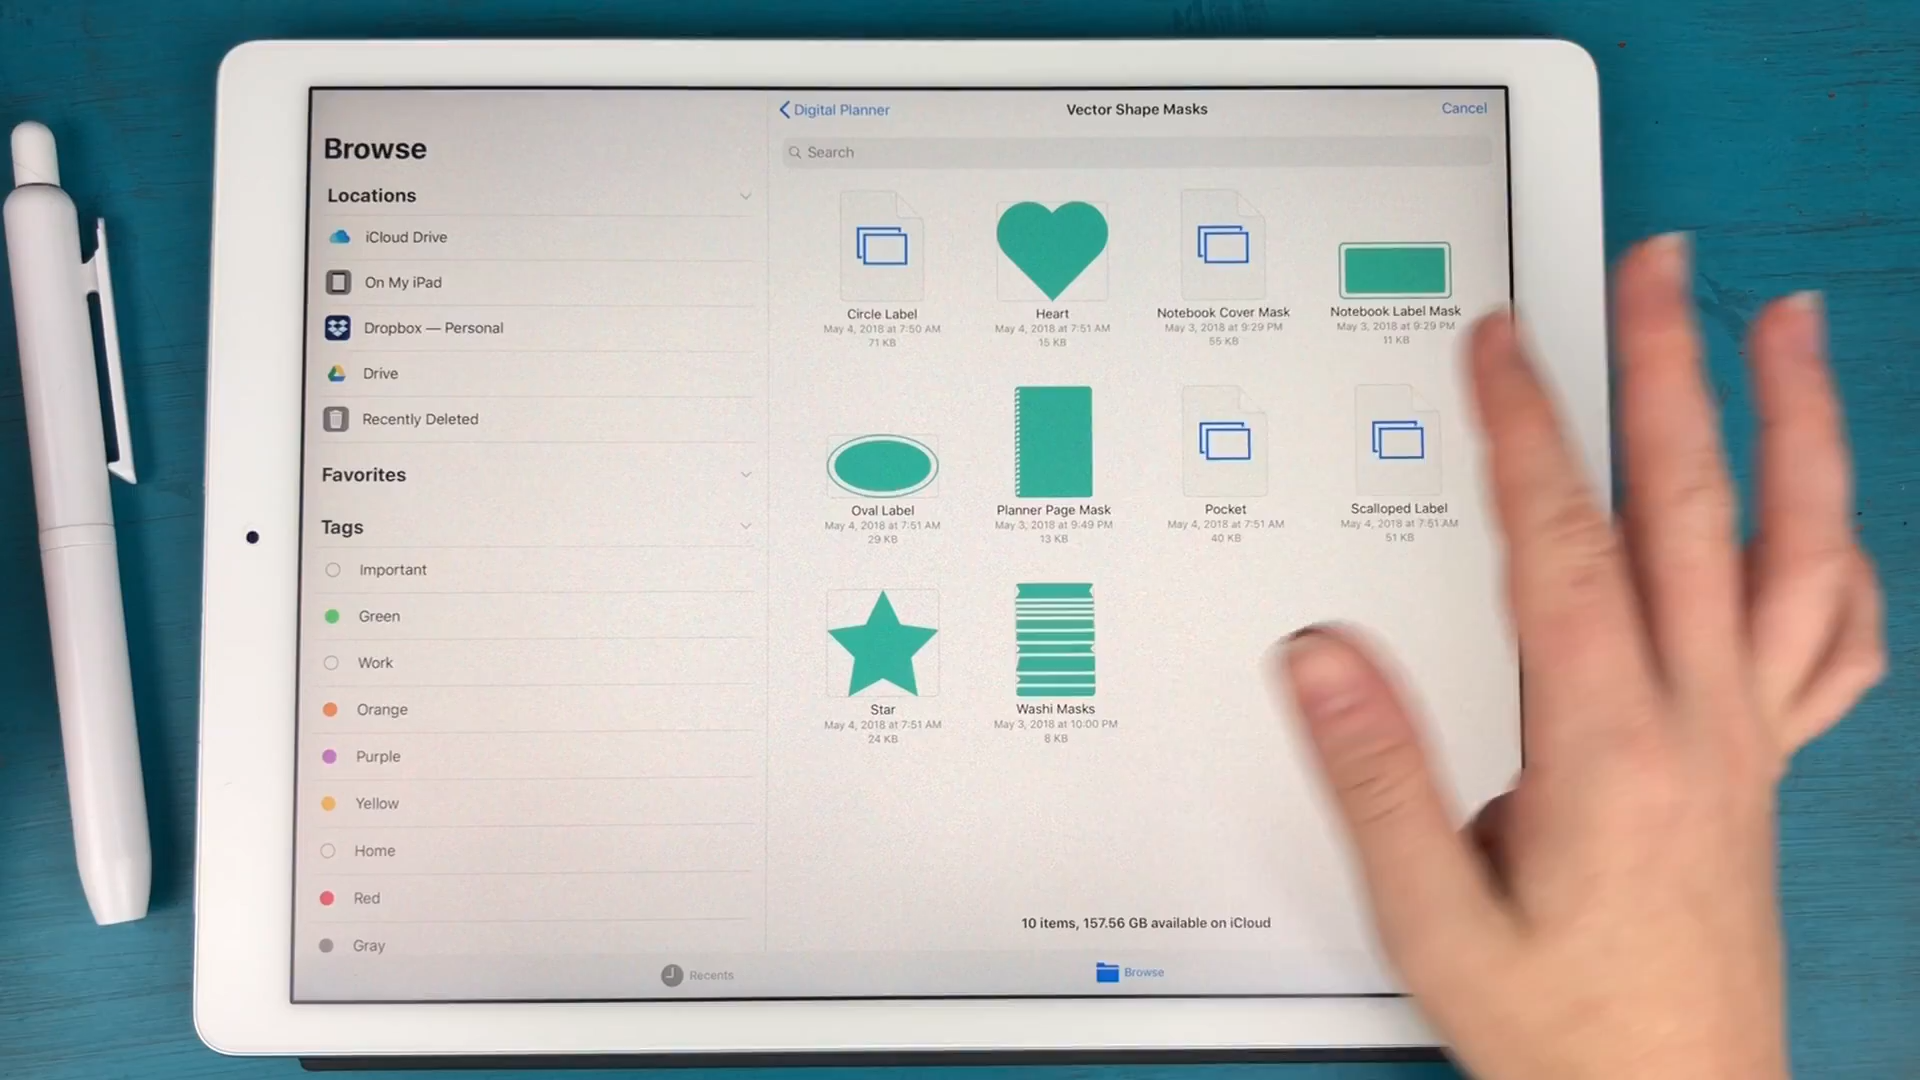 Browse
Locations
iCloud Drive
On My iPad
Dropbox — Personal
Drive
Recently Deleted
Favorites
Tags
Important
Green
Work
Orange
Purple
Yellow
Home
Red
Gray
Digital Planner
Vector Shape Masks
Cancel
Search
Circle Label
May 4, 2018 at 7:50 AM
71 KB
Heart
May 4, 2018 at 7:51 AM
15 KB
Notebook Cover Mask
May 3, 2018 at 9:29 PM
55 KB
Notebook Label Mask
May 3, 2018 at 9:29 PM
11 KB
Oval Label
May 4, 2018 at 7:51 AM
29 KB
Planner Page Mask
May 3, 2018 at 9:49 PM
13 KB
Pocket
May 4, 2018 at 7:51 AM
40 KB
Scalloped Label
May 4, 2018 at 7:51 AM
51 KB
Star
May 4, 2018 at 7:51 AM
24 KB
Washi Masks
May 3, 2018 at 10:00 PM
8 KB
10 items, 157.56 GB available on iCloud
Recents
Browse